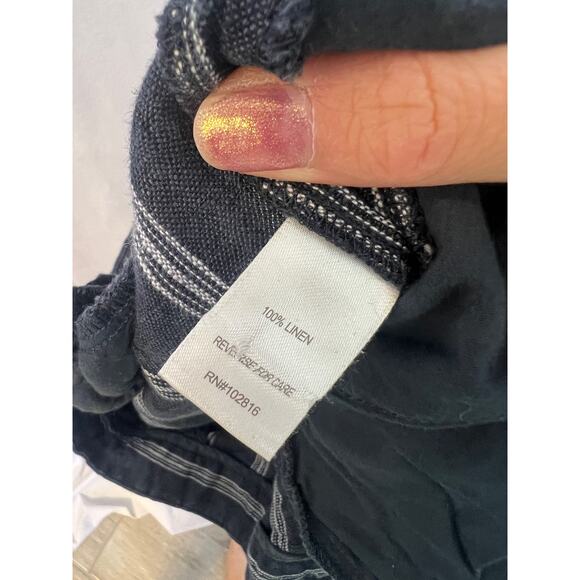 100% LINEN
REVERSE FOR CARE
RN#102816